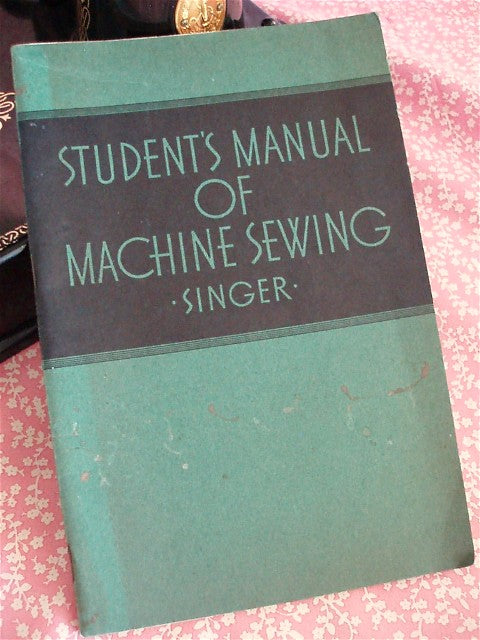 STUDENT'S MANUAL
OF
MACHINE SEWING
·SINGER·